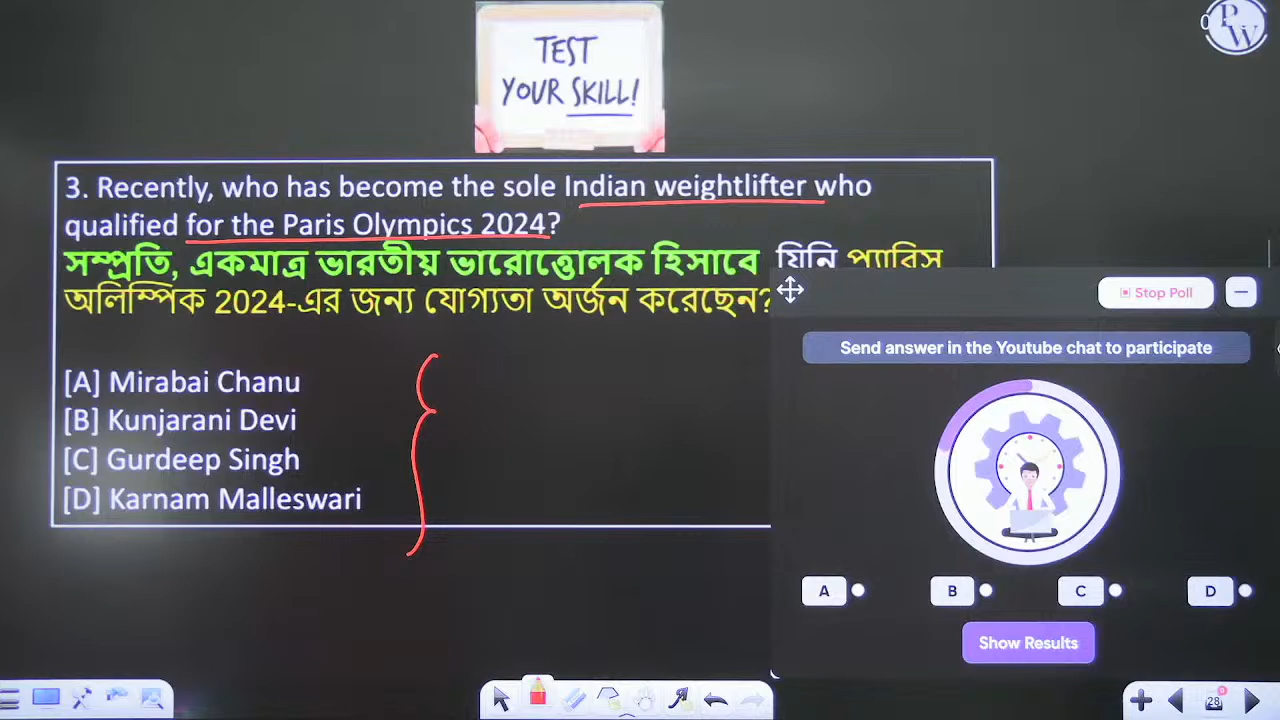 TEST
YOUR SKILL!
PW
3. Recently, who has become the sole Indian weightlifter who
qualified for the Paris Olympics 2024?
সম্প্রতি, একমাত্র ভারতীয় ভারোত্তোলক হিসাবে যিনি প্যারিস
অলিম্পিক 2024-এর জন্য যোগ্যতা অর্জন করেছেন?
[A] Mirabai Chanu
[B] Kunjarani Devi
[C] Gurdeep Singh
[D] Karnam Malleswari
Stop Poll
Send answer in the Youtube chat to participate
A B C D
Show Results
28